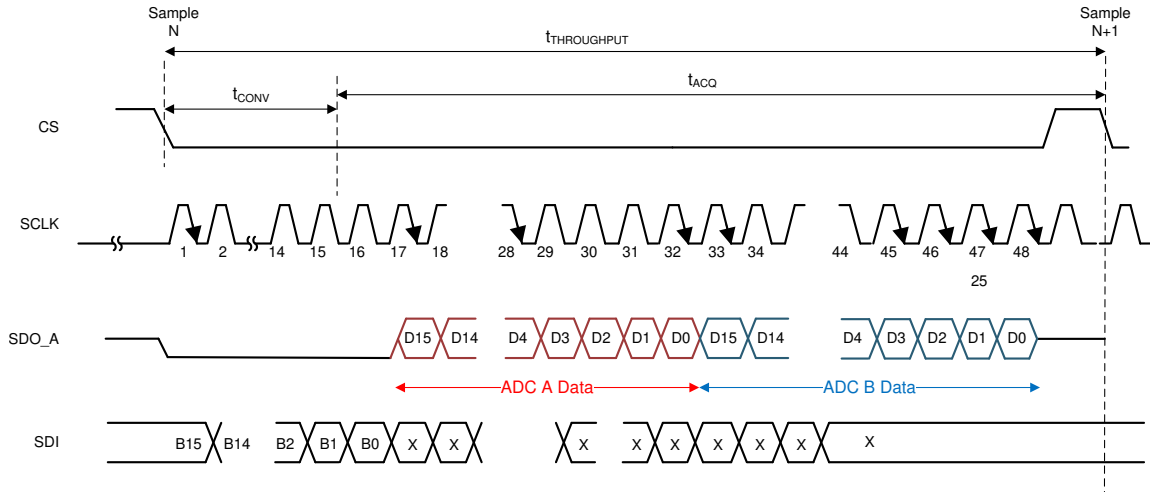 Sample
N
Sample
N+1
tTHROUGHPUT
tACQ
tCONV
CS
SCLK
1 2 14 15 16 17 18 28 29 30 31 32 33 34 44 45 46 47 48
25
SDO_A
D15 D14 D4 D3 D2 D1 D0 D15 D14 D4 D3 D2 D1 D0
ADC A Data ADC B Data
SDI
B15 B14 B2 B1 B0 X X X X X X X X X